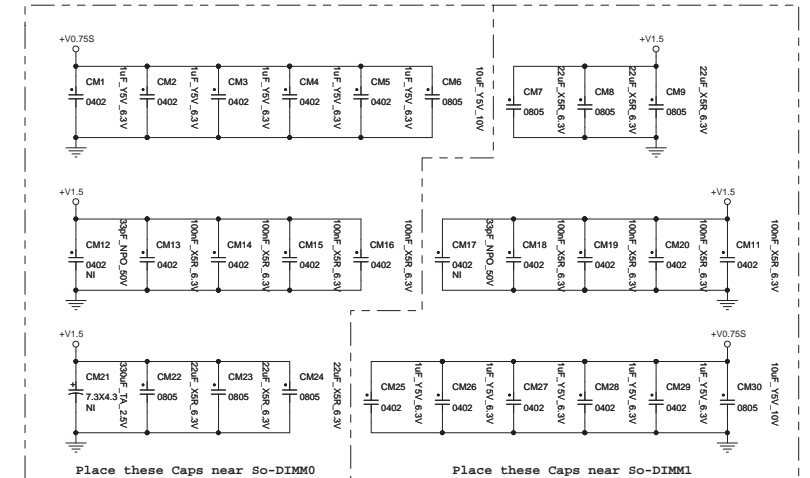 +V0.75S
CM1
0402
1uF_Y5V_6.3V
CM2
0402
1uF_Y5V_6.3V
CM3
0402
1uF_Y5V_6.3V
CM4
0402
1uF_Y5V_6.3V
CM5
0402
1uF_Y5V_6.3V
CM6
0805
10uF_Y5V_10V
+V1.5
CM7
0805
22uF_X5R_6.3V
CM8
0805
22uF_X5R_6.3V
CM9
0805
22uF_X5R_6.3V
+V1.5
CM12
0402
NI
33pF_NPO_50V
CM13
0402
100nF_X5R_6.3V
CM14
0402
100nF_X5R_6.3V
CM15
0402
100nF_X5R_6.3V
CM16
0402
100nF_X5R_6.3V
+V1.5
CM17
0402
NI
33pF_NPO_50V
CM18
0402
100nF_X5R_6.3V
CM19
0402
100nF_X5R_6.3V
CM20
0402
100nF_X5R_6.3V
CM11
0402
100nF_X5R_6.3V
+V1.5
CM21
7.3X4.3
NI
330uF_TA_2.5V
CM22
0805
22uF_X5R_6.3V
CM23
0805
22uF_X5R_6.3V
CM24
0805
22uF_X5R_6.3V
+V0.75S
CM25
0402
1uF_Y5V_6.3V
CM26
0402
1uF_Y5V_6.3V
CM27
0402
1uF_Y5V_6.3V
CM28
0402
1uF_Y5V_6.3V
CM29
0402
1uF_Y5V_6.3V
CM30
0805
10uF_Y5V_10V
Place these Caps near So-DIMM0
Place these Caps near So-DIMM1